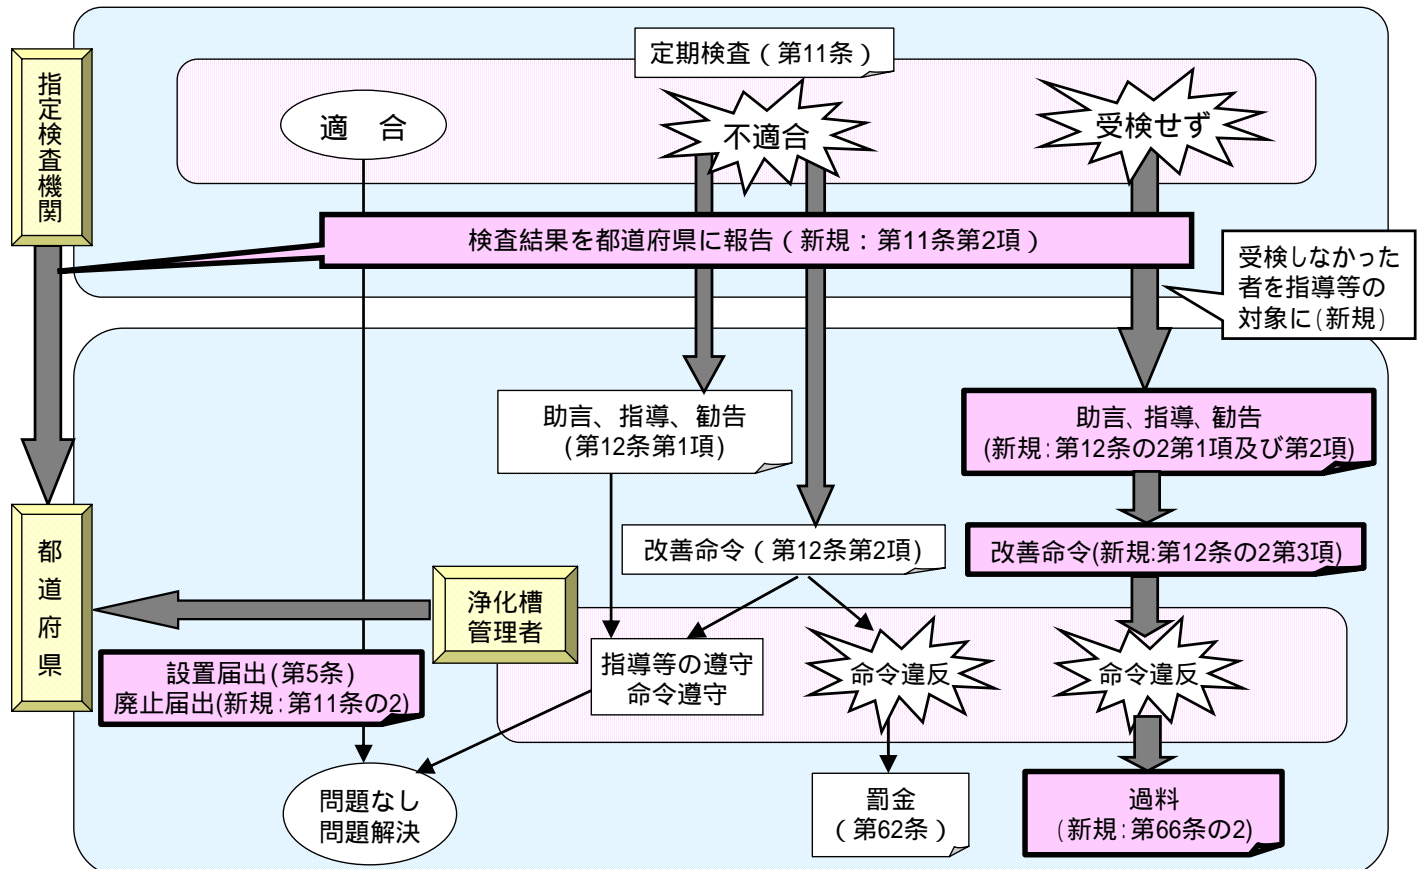 定期検査（第11条）
指定検査機関
適　合
不適合
受検せず
検査結果を都道府県に報告（新規：第11条第2項）
受検しなかった
者を指導等の
対象に(新規)
助言、指導、勧告
(第12条第1項)
助言、指導、勧告
(新規:第12条の2第1項及び第2項)
都道府県
改善命令（第12条第2項)
改善命令(新規:第12条の2第3項)
浄化槽
管理者
設置届出(第5条)
廃止届出(新規:第11条の2)
指導等の遵守
命令遵守
命令違反
命令違反
問題なし
問題解決
罰金
（第62条）
過料
(新規:第66条の2)